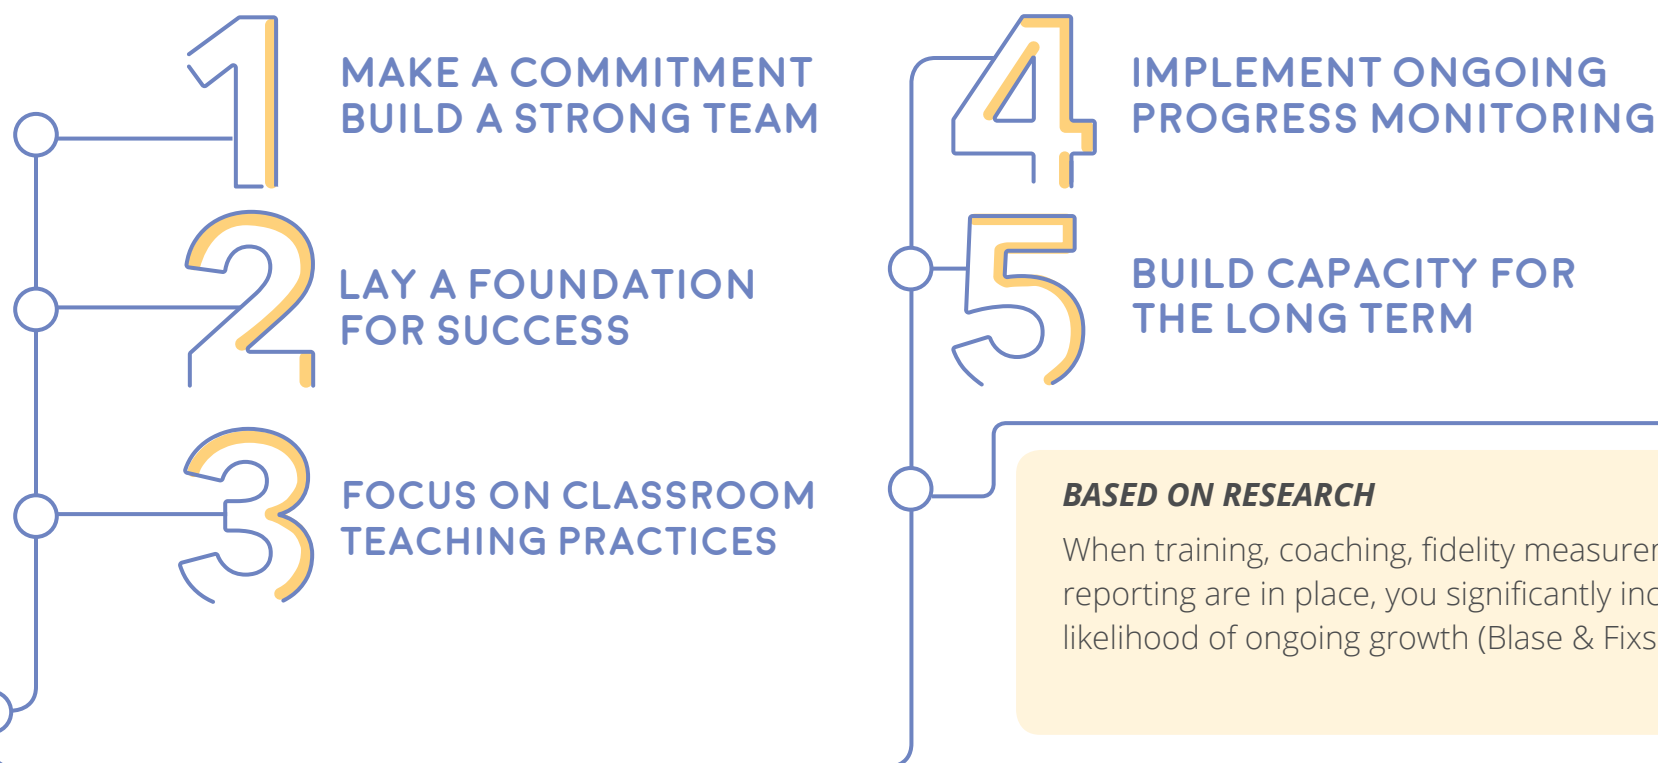 1
MAKE A COMMITMENT
BUILD A STRONG TEAM
2
LAY A FOUNDATION
FOR SUCCESS
3
FOCUS ON CLASSROOM
TEACHING PRACTICES
4
IMPLEMENT ONGOING
PROGRESS MONITORING
5
BUILD CAPACITY FOR
THE LONG TERM
BASED ON RESEARCH
When training, coaching, fidelity
reporting are in place, you significantly
likelihood of ongoing growth (Blase &